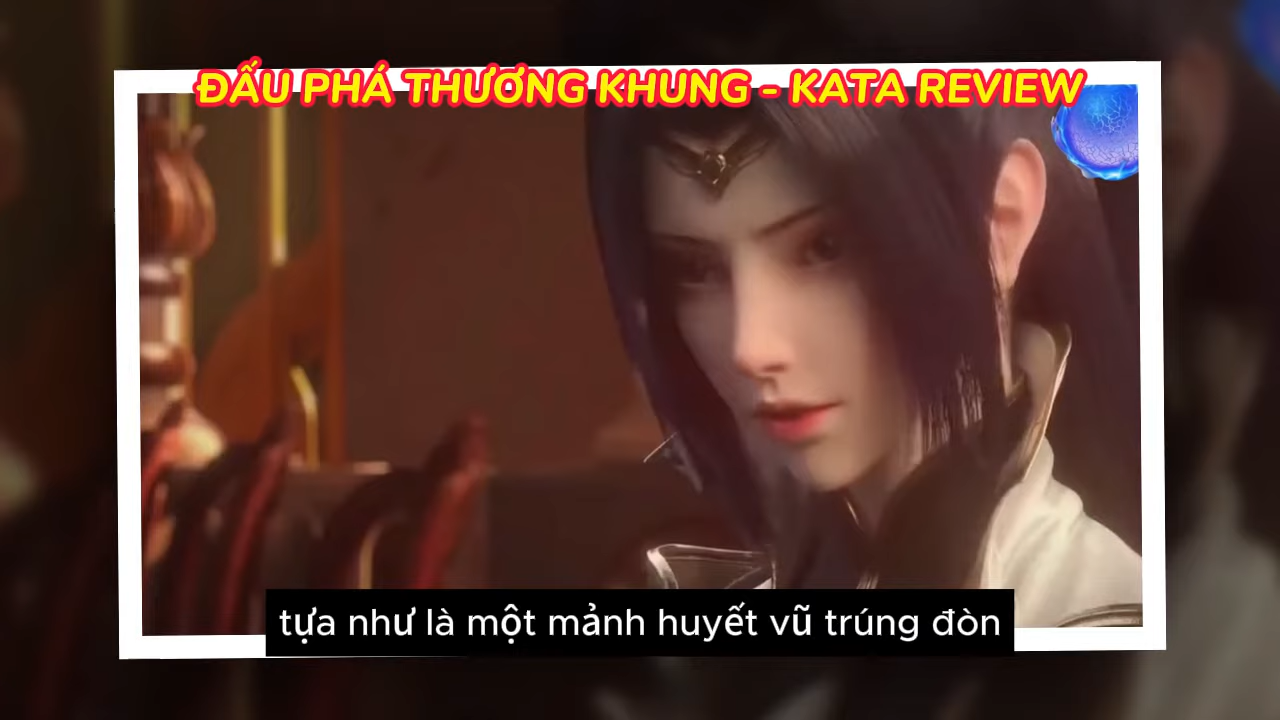 ĐẤU PHÁ THƯƠNG KHUNG - KATA REVIEW
tựa như là một mảnh huyết vũ trúng đòn